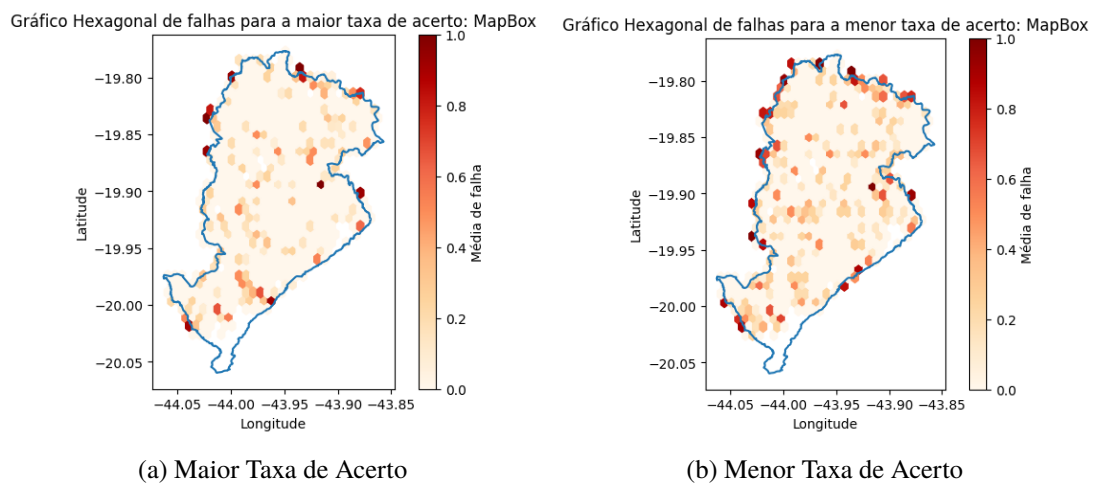 Gráfico Hexagonal de falhas para a maior taxa de acerto: MapBox
1.0
0.8
0.6
0.4
0.2
0.0
Média de falha
−19.80
−19.85
−19.90
−19.95
−20.00
−20.05
Latitude
−44.05 −44.00 −43.95 −43.90 −43.85
Longitude
(a) Maior Taxa de Acerto
Gráfico Hexagonal de falhas para a menor taxa de acerto: MapBox
1.0
0.8
0.6
0.4
0.2
0.0
Média de falha
−19.80
−19.85
−19.90
−19.95
−20.00
−20.05
Latitude
−44.05 −44.00 −43.95 −43.90 −43.85
Longitude
(b) Menor Taxa de Acerto